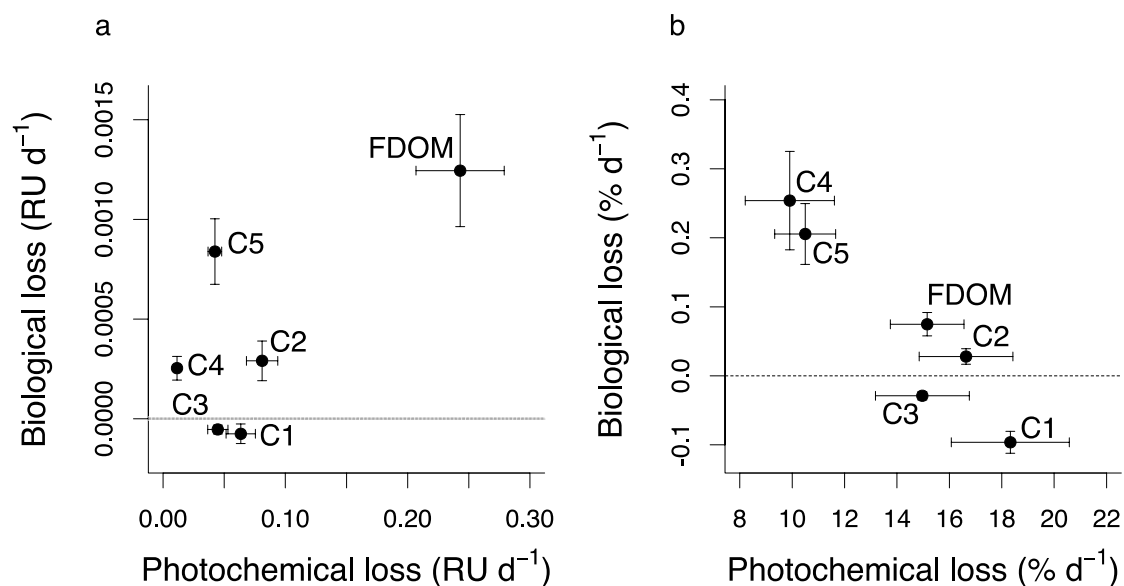 a
Biological loss (RU d⁻¹)
0.0015
0.0010
0.0005
0.0000
FDOM
C5
C2
C4
C3
C1
0.00
0.10
0.20
0.30
Photochemical loss (RU d⁻¹)
b
Biological loss (% d⁻¹)
0.4
0.3
0.2
0.1
0.0
-0.1
C4
C5
FDOM
C2
C3
C1
8
10
12
14
16
18
20
22
Photochemical loss (% d⁻¹)